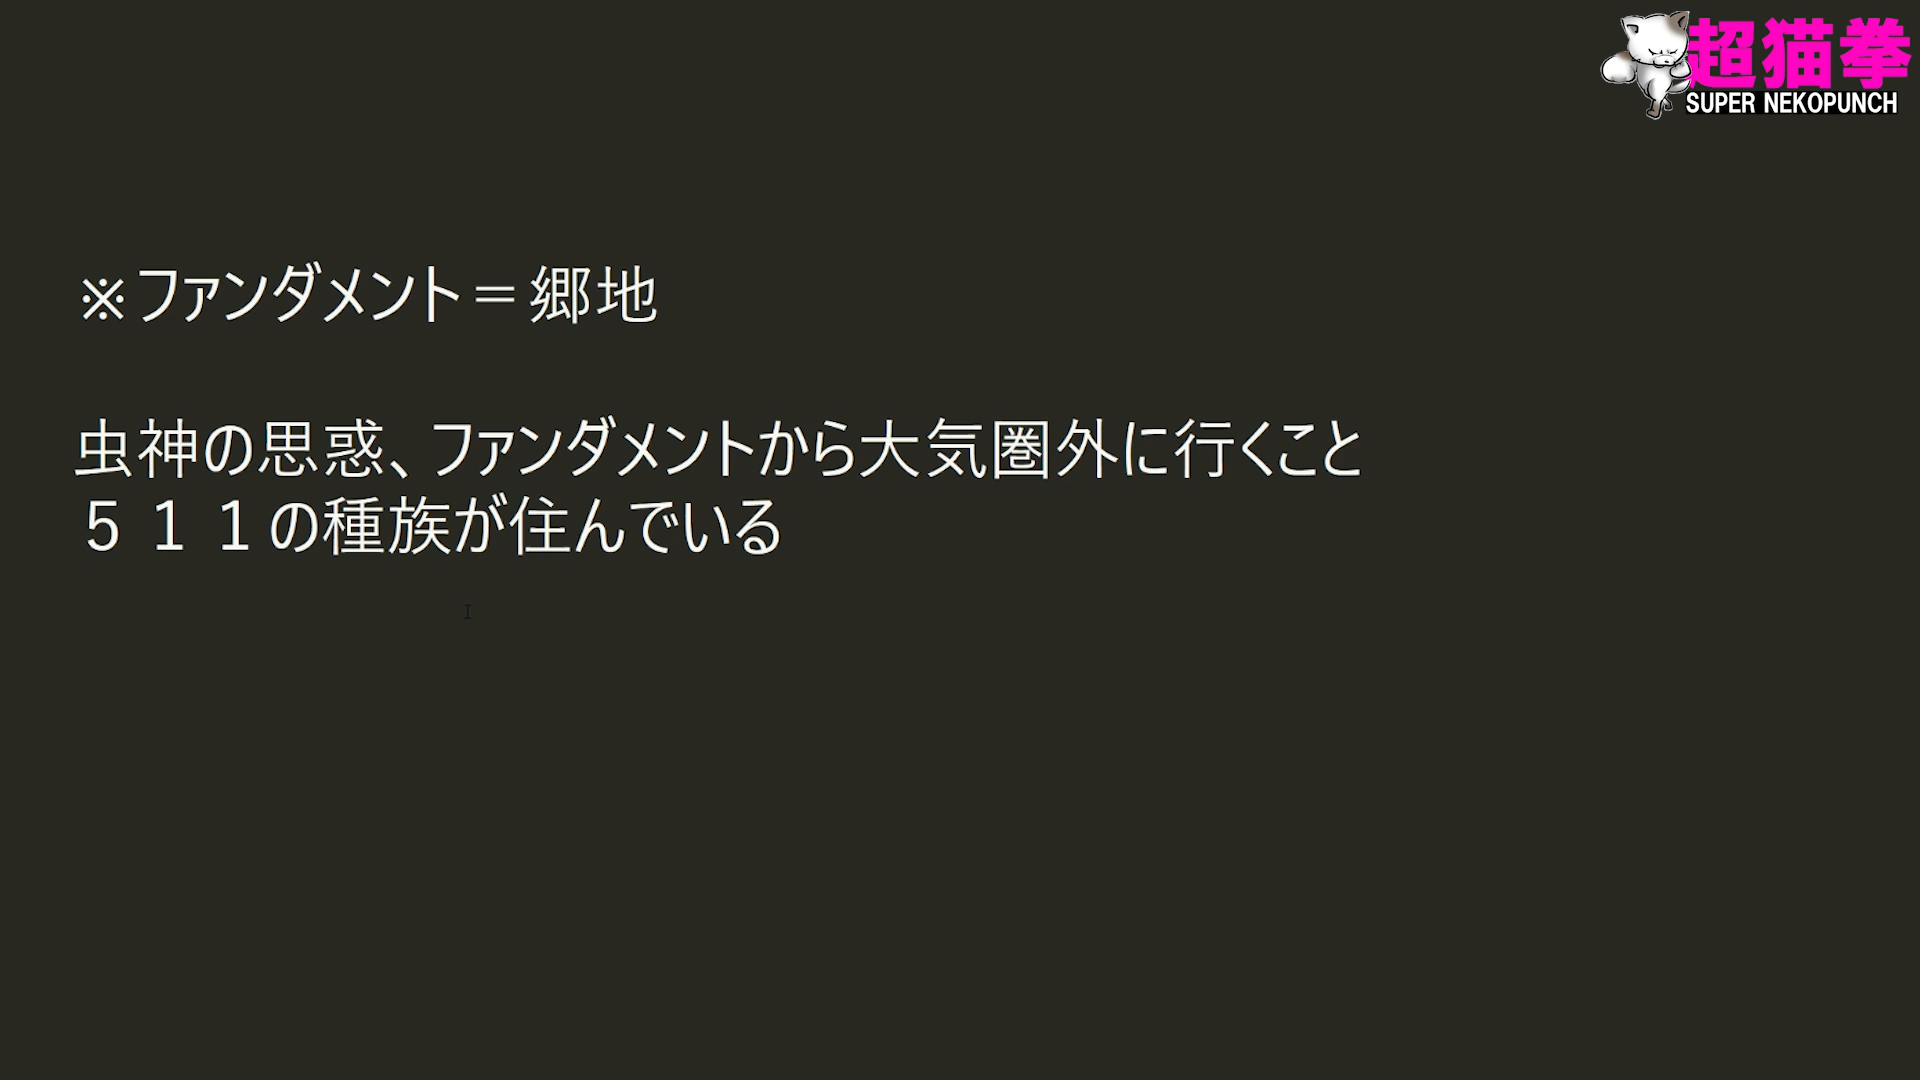 超猫拳
SUPER NEKOPUNCH
※ファンダメント＝郷地
虫神の思惑、ファンダメントから大気圏外に行くこと
５１１の種族が住んでいる